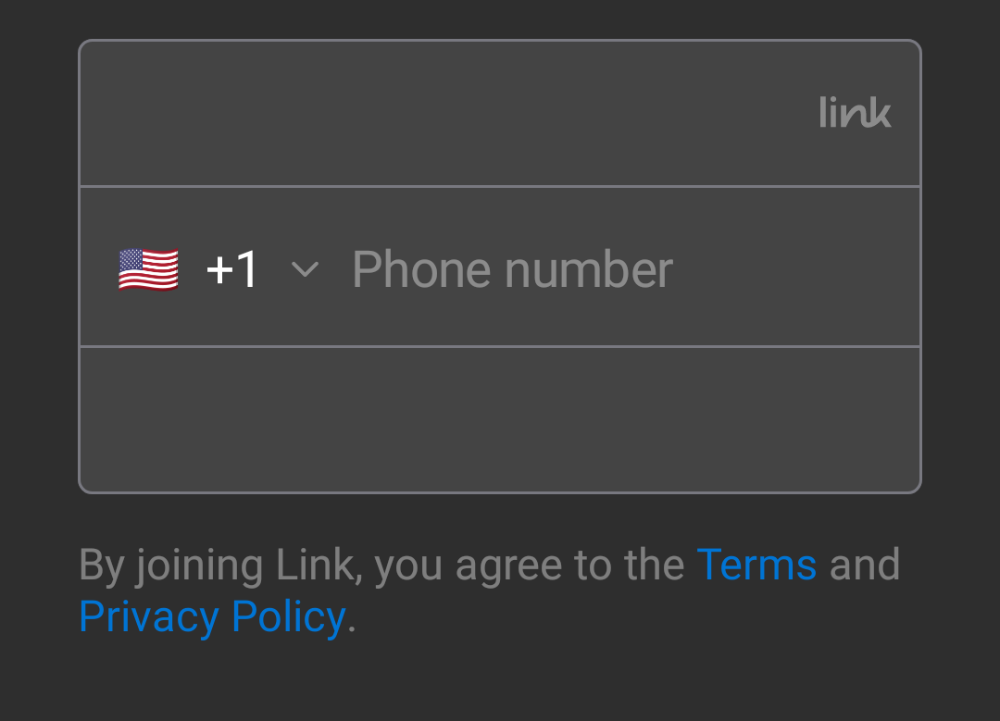 link
+1 Phone number
By joining Link, you agree to the Terms and
Privacy Policy.